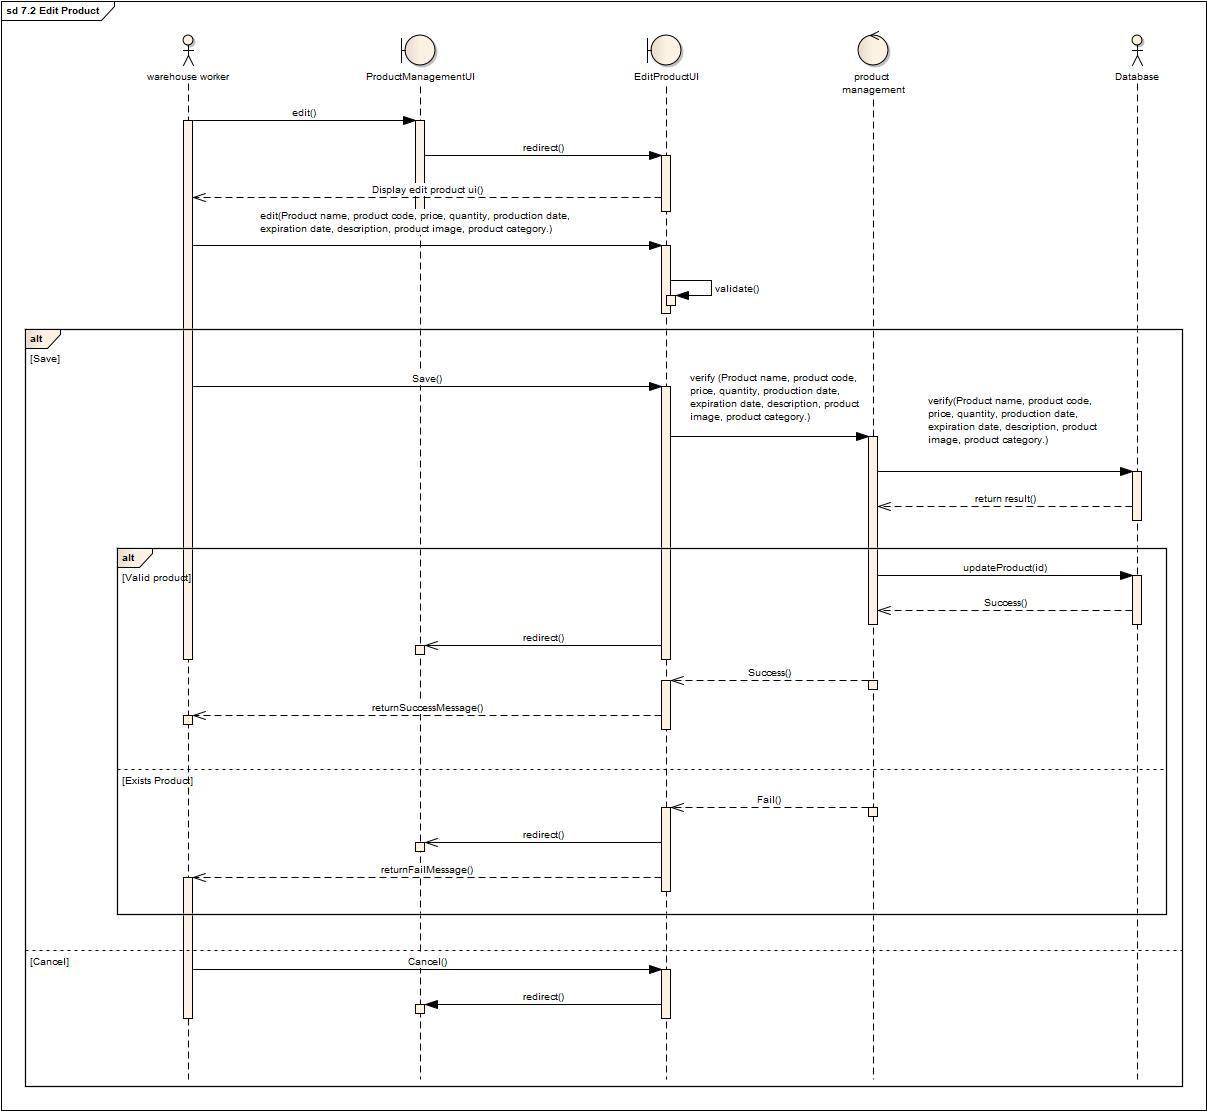 sd 7.2 Edit Product
warehouse worker
ProductManagementUI
EditProductUI
product
management
Database
edit()
redirect()
Display edit product ui()
edit(Product name, product code, price, quantity, production date,
expiration date, description, product image, product category.)
validate()
alt
[Save]
Save()
verify (Product name, product code,
price, quantity, production date,
expiration date, description, product
image, product category.)
verify(Product name, product code,
price, quantity, production date,
expiration date, description, product
image, product category.)
return result()
alt
[Valid product]
updateProduct(id)
Success()
redirect()
Success()
returnSuccessMessage()
[Exists Product]
Fail()
redirect()
returnFailMessage()
[Cancel]
Cancel()
redirect()